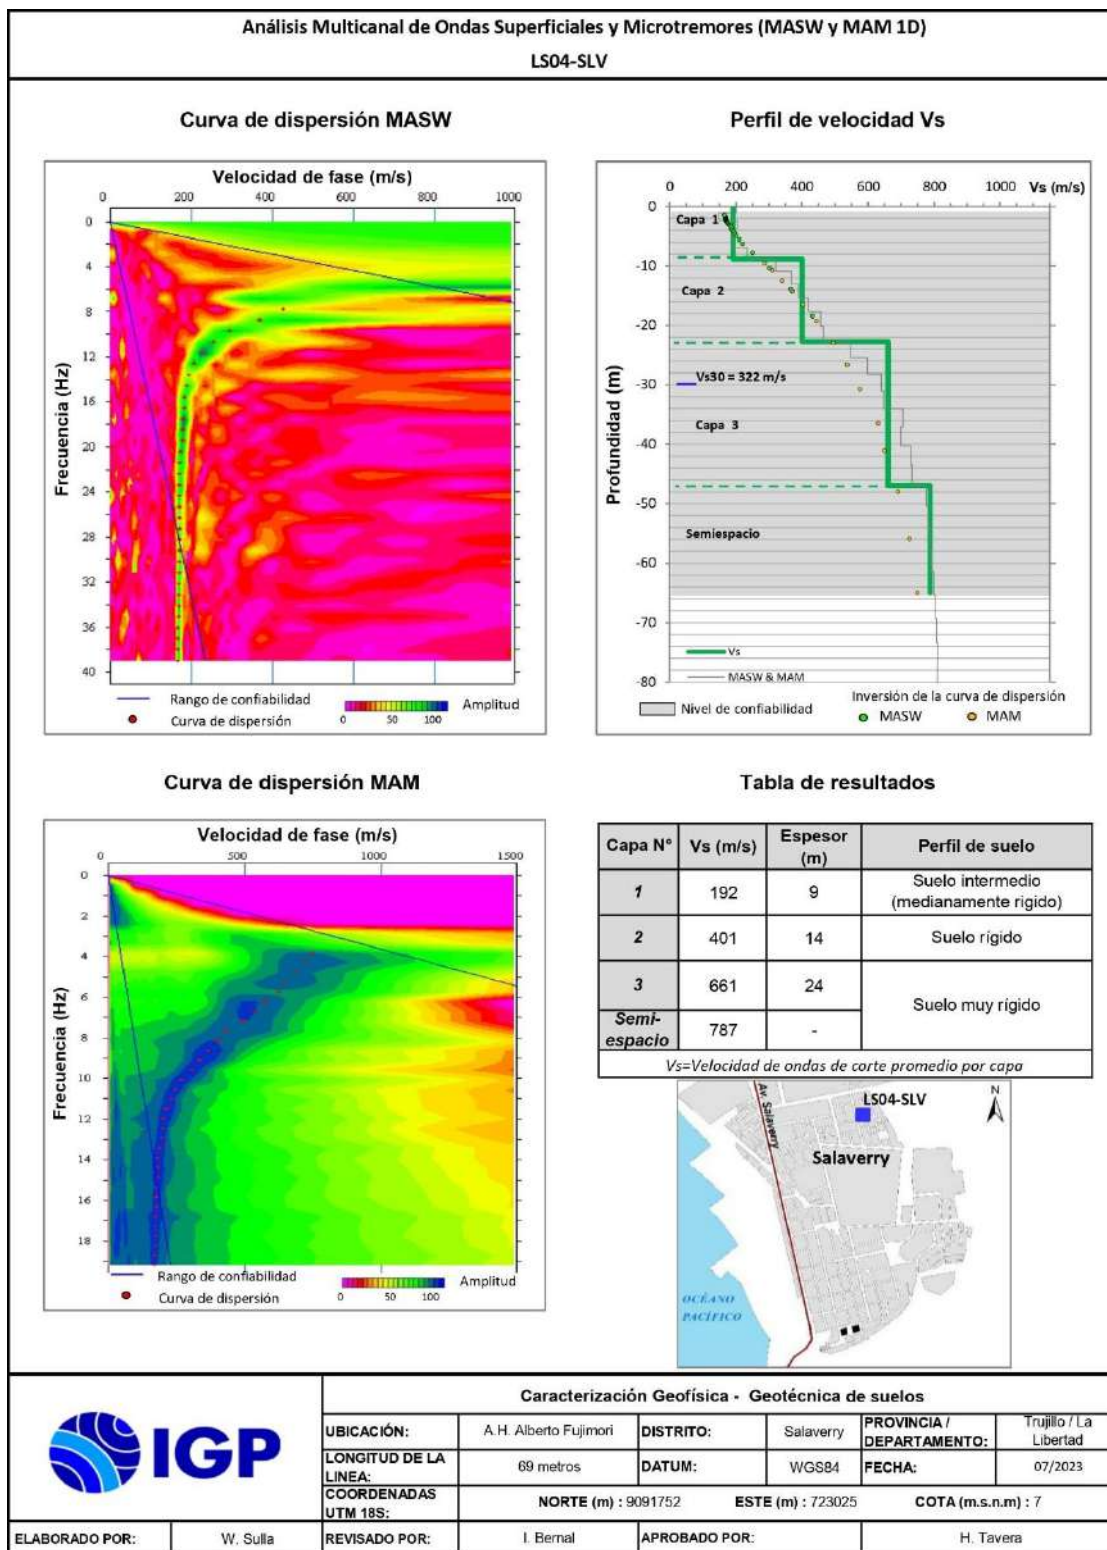 Análisis Multicanal de Ondas Superficiales y Microtremores (MASW y MAM 1D)
LS04-SLV
Curva de dispersión MASW
Velocidad de fase (m/s)
0 200 400 600 800 1000
Frecuencia (Hz)
0
4
8
12
16
20
24
28
32
36
40
Rango de confiabilidad
Curva de dispersión
Amplitud
0 50 100
Perfil de velocidad Vs
0 200 400 600 800 1000 Vs (m/s)
Profundidad (m)
0
-10
-20
-30
-40
-50
-60
-70
-80
Capa 1
Capa 2
Vs30 = 322 m/s
Capa 3
Semiespacio
Vs
MASW & MAM
Nivel de confiabilidad
Inversión de la curva de dispersión
MASW MAM
Curva de dispersión MAM
Velocidad de fase (m/s)
0 500 1000 1500
Frecuencia (Hz)
0
2
4
6
8
10
12
14
16
18
Rango de confiabilidad
Curva de dispersión
Amplitud
0 50 100
Tabla de resultados
Capa N° Vs (m/s) Espesor (m) Perfil de suelo
1 192 9 Suelo intermedio (medianamente rigido)
2 401 14 Suelo rígido
3 661 24 Suelo muy rígido
Semi-espacio 787 -
Vs=Velocidad de ondas de corte promedio por capa
Av. Salaverry
LS04-SLV
N
Salaverry
OCÉANO
PACÍFICO
IGP
Caracterización Geofísica - Geotécnica de suelos
UBICACIÓN: A.H. Alberto Fujimori DISTRITO: Salaverry PROVINCIA / DEPARTAMENTO: Trujillo / La Libertad
LONGITUD DE LA LINEA: 69 metros DATUM: WGS84 FECHA: 07/2023
COORDENADAS UTM 18S: NORTE (m) : 9091752 ESTE (m) : 723025 COTA (m.s.n.m) : 7
ELABORADO POR: W. Sulla REVISADO POR: I. Bernal APROBADO POR: H. Tavera